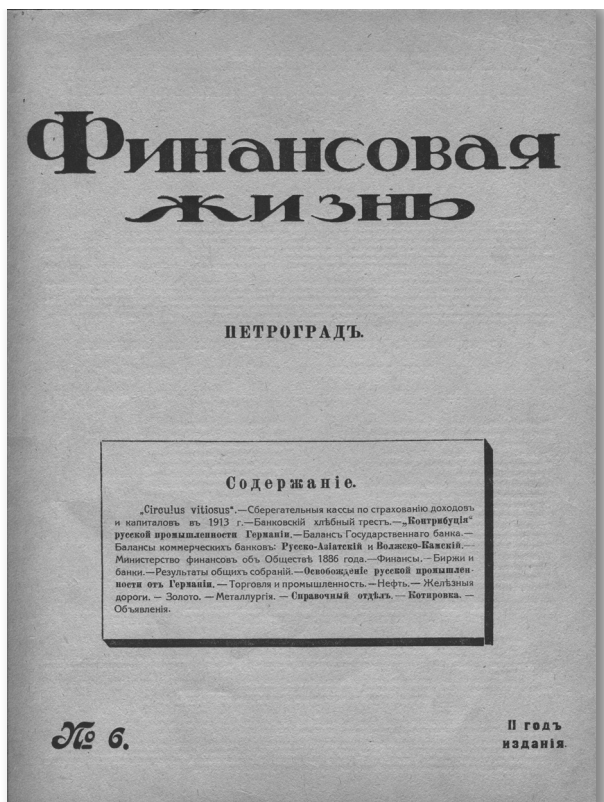 Финансовая
жизнь
ПЕТРОГРАДЪ.
Содержаніе.
„Circulus vitiosus“.—Сберегательныя кассы по страхованію доходовъ
и капиталовъ въ 1913 г.—Банковскій хлѣбный трестъ.—„Контрибуція“
русской промышленности Германіи.—Балансъ Государственнаго банка.—
Балансы коммерческихъ банковъ: Русско-Азіатскій и Волжско-Камскій.—
Министерство финансовъ объ Обществѣ 1886 года.—Финансы.—Биржи и
банки.—Результаты общихъ собраній.—Освобожденіе русской промышлен-
ности отъ Германіи.—Торговля и промышленность.—Нефть.—Желѣзныя
дороги.—Золото.—Металлургія.—Справочный отдѣлъ.—Котировка.—
Объявленія.
№ 6.
II годъ
изданія.